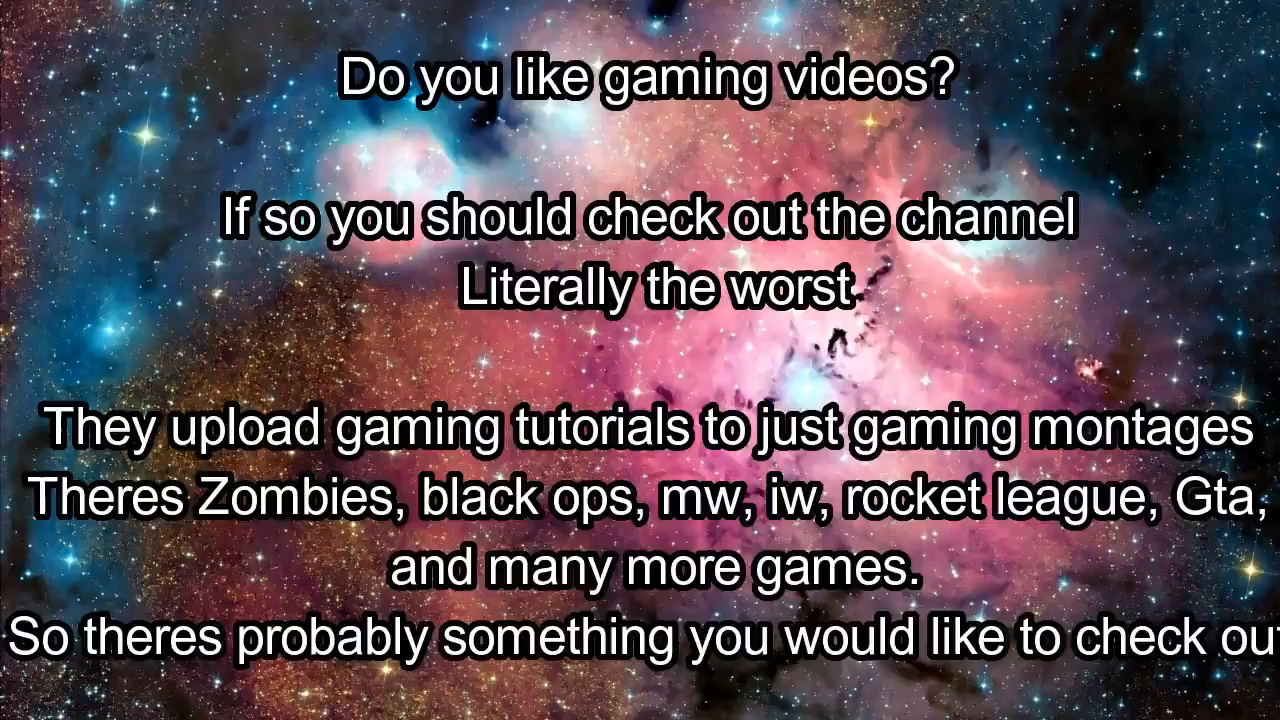 Do you like gaming videos?
If so you should check out the channel
Literally the worst
They upload gaming tutorials to just gaming montages
Theres Zombies, black ops, mw, iw, rocket league, Gta,
and many more games.
So theres probably something you would like to check out